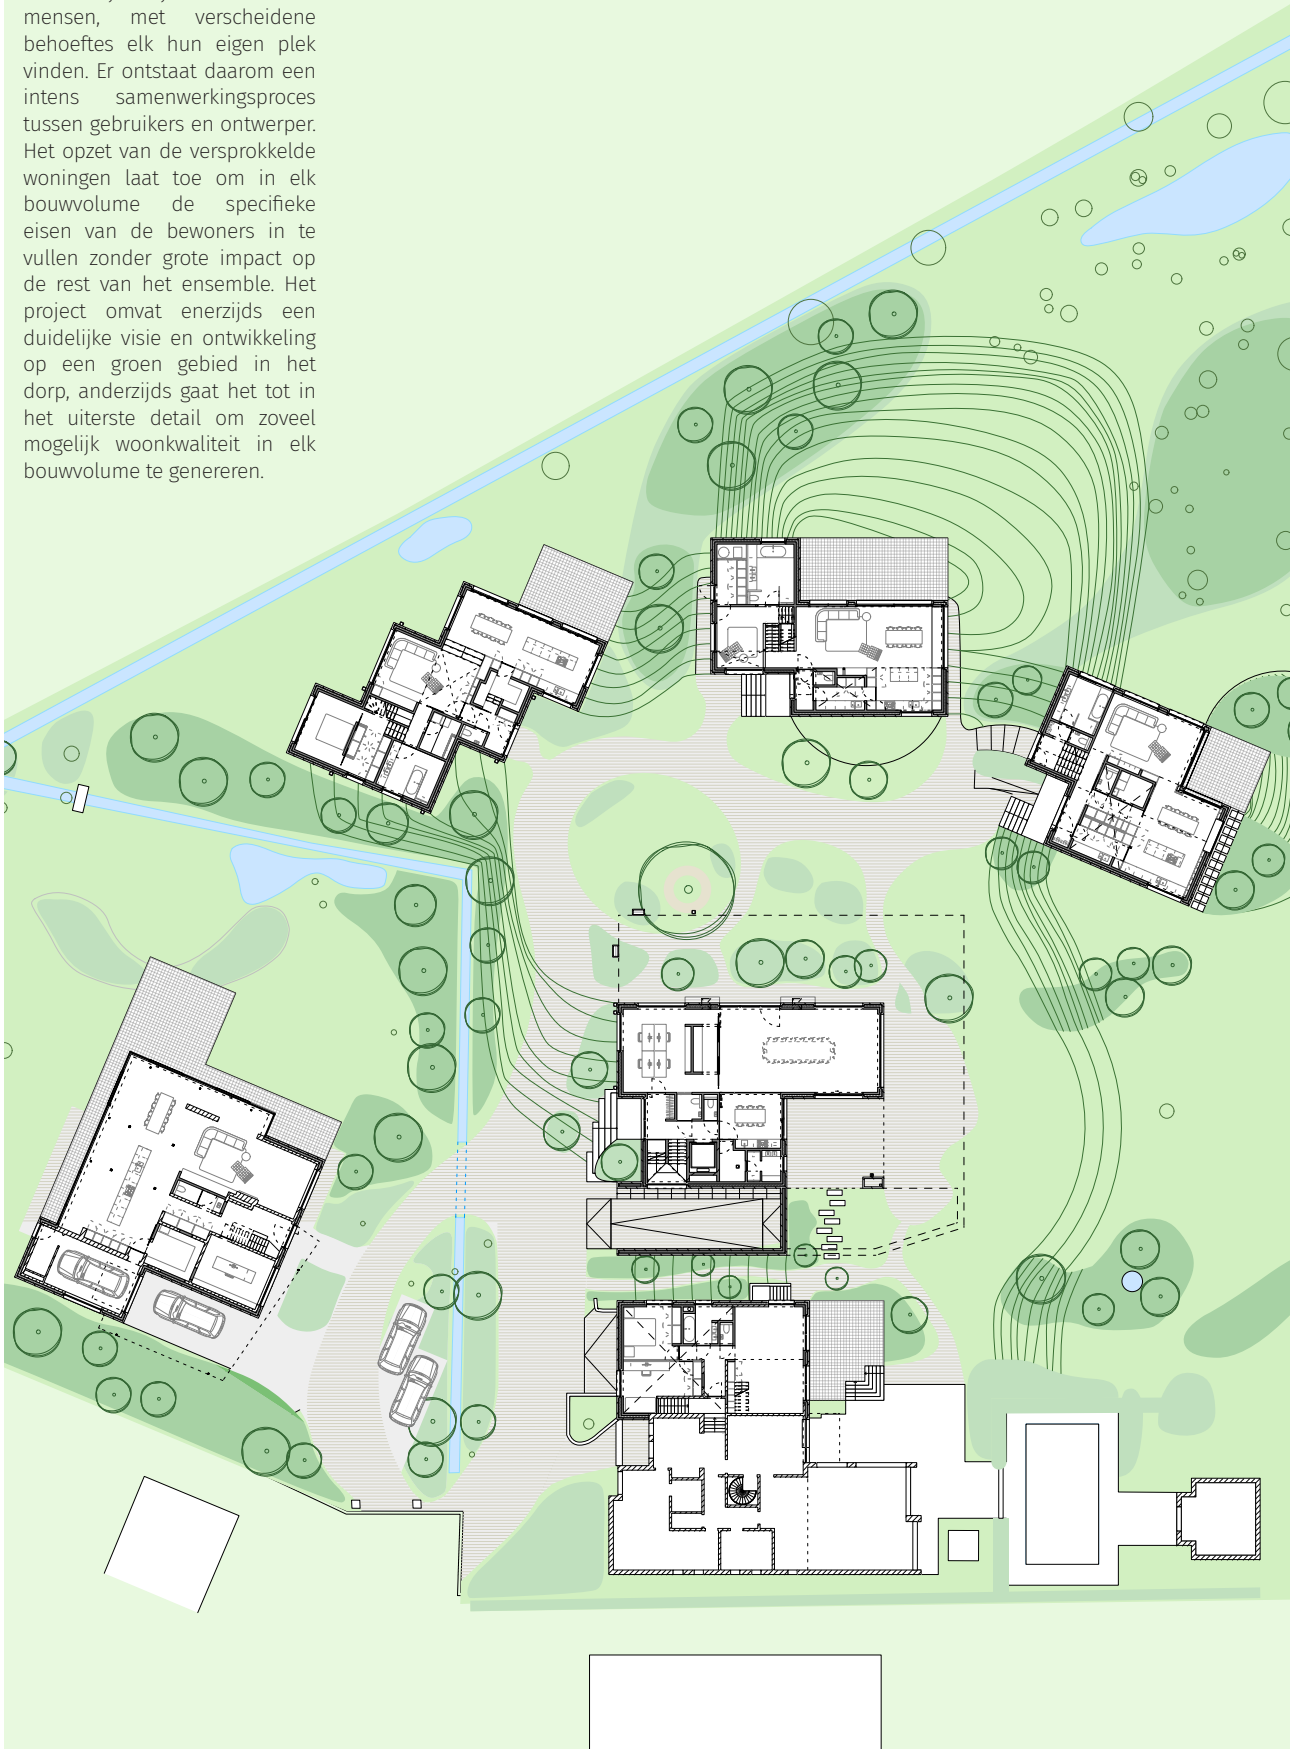 mensen, met verscheidene
behoeftes elk hun eigen plek
vinden. Er ontstaat daarom een
intens samenwerkingsproces
tussen gebruikers en ontwerper.
Het opzet van de versprokkelde
woningen laat toe om in elk
bouwvolume de specifieke
eisen van de bewoners in te
vullen zonder grote impact op
de rest van het ensemble. Het
project omvat enerzijds een
duidelijke visie en ontwikkeling
op een groen gebied in het
dorp, anderzijds gaat het tot in
het uiterste detail om zoveel
mogelijk woonkwaliteit in elk
bouwvolume te genereren.